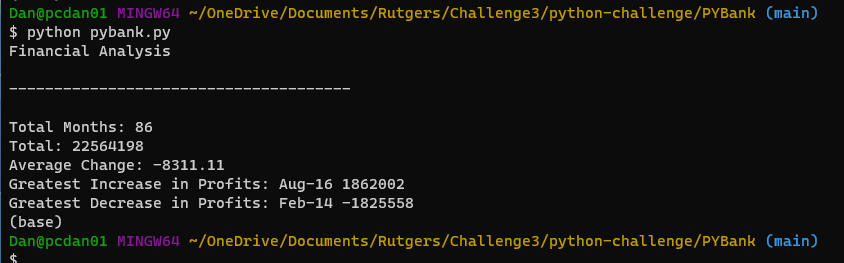 Dan@pcdan01 MINGW64 ~/OneDrive/Documents/Rutgers/Challenge3/python-challenge/PYBank (main)
$ python pybank.py
Financial Analysis
--------------------------------------
Total Months: 86
Total: 22564198
Average Change: -8311.11
Greatest Increase in Profits: Aug-16 1862002
Greatest Decrease in Profits: Feb-14 -1825558
(base)
Dan@pcdan01 MINGW64 ~/OneDrive/Documents/Rutgers/Challenge3/python-challenge/PYBank (main)
$